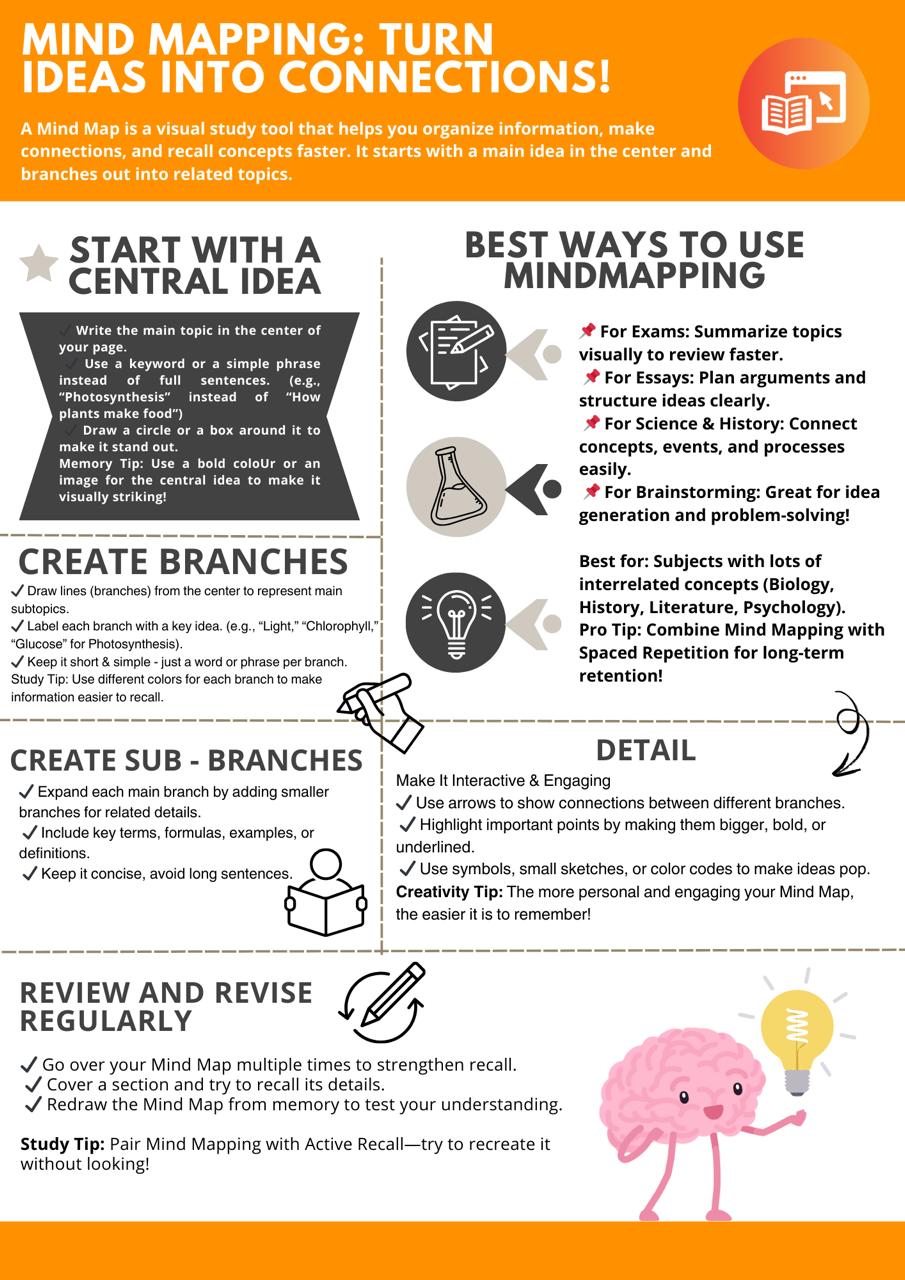 MIND MAPPING: TURN
IDEAS INTO CONNECTIONS!
A Mind Map is a visual study tool that helps you organize information, make
connections, and recall concepts faster. It starts with a main idea in the center and
branches out into related topics.
START WITH A
CENTRAL IDEA
✓ Write the main topic in the center of
your page.
✓ Use a keyword or a simple phrase
instead of full sentences. (e.g.,
“Photosynthesis” instead of “How
plants make food”)
✓ Draw a circle or a box around it to
make it stand out.
Memory Tip: Use a bold coloUr or an
image for the central idea to make it
visually striking!
CREATE BRANCHES
✓ Draw lines (branches) from the center to represent main
subtopics.
✓ Label each branch with a key idea. (e.g., “Light,” “Chlorophyll,”
“Glucose” for Photosynthesis).
✓ Keep it short & simple - just a word or phrase per branch.
Study Tip: Use different colors for each branch to make
information easier to recall.
BEST WAYS TO USE
MINDMAPPING
📌 For Exams: Summarize topics
visually to review faster.
📌 For Essays: Plan arguments and
structure ideas clearly.
📌 For Science & History: Connect
concepts, events, and processes
easily.
📌 For Brainstorming: Great for idea
generation and problem-solving!
Best for: Subjects with lots of
interrelated concepts (Biology,
History, Literature, Psychology).
Pro Tip: Combine Mind Mapping with
Spaced Repetition for long-term
retention!
CREATE SUB - BRANCHES
✓ Expand each main branch by adding smaller
branches for related details.
✓ Include key terms, formulas, examples, or
definitions.
✓ Keep it concise, avoid long sentences.
DETAIL
Make It Interactive & Engaging
✓ Use arrows to show connections between different branches.
✓ Highlight important points by making them bigger, bold, or
underlined.
✓ Use symbols, small sketches, or color codes to make ideas pop.
Creativity Tip: The more personal and engaging your Mind Map,
the easier it is to remember!
REVIEW AND REVISE
REGULARLY
✓ Go over your Mind Map multiple times to strengthen recall.
✓ Cover a section and try to recall its details.
✓ Redraw the Mind Map from memory to test your understanding.
Study Tip: Pair Mind Mapping with Active Recall—try to recreate it
without looking!